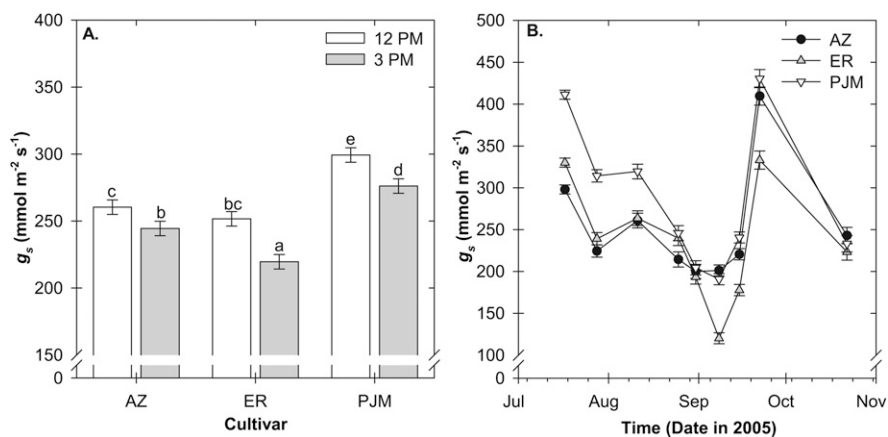 A.
12 PM
3 PM
400
350
300
250
200
150
0
gs (mmol m-2 s-1)
c
b
bc
a
e
d
AZ
ER
PJM
Cultivar
B.
AZ
ER
PJM
500
450
400
350
300
250
200
150
100
0
gs (mmol m-2 s-1)
Jul
Aug
Sep
Oct
Nov
Time (Date in 2005)